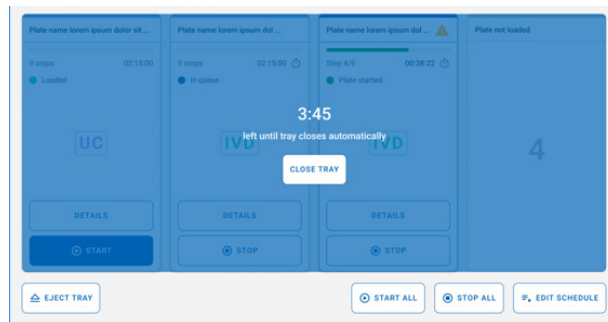 Plate name lorem ipsum dolor sit ...
Plate name lorem ipsum dol ...
Plate name lorem ipsum dol ...
Plate not loaded
9 steps 02:15:00
9 steps 02:15:00
Step 4/9 00:38:22
Loaded
In queue
Plate started
3:45
left until tray closes automatically
UC
IVD
IVD
4
CLOSE TRAY
DETAILS
DETAILS
DETAILS
START
STOP
STOP
EJECT TRAY
START ALL
STOP ALL
EDIT SCHEDULE